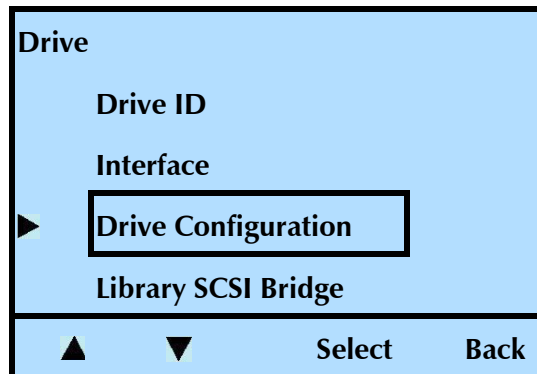 Drive
Drive ID
Interface
Drive Configuration
Library SCSI Bridge
Select Back